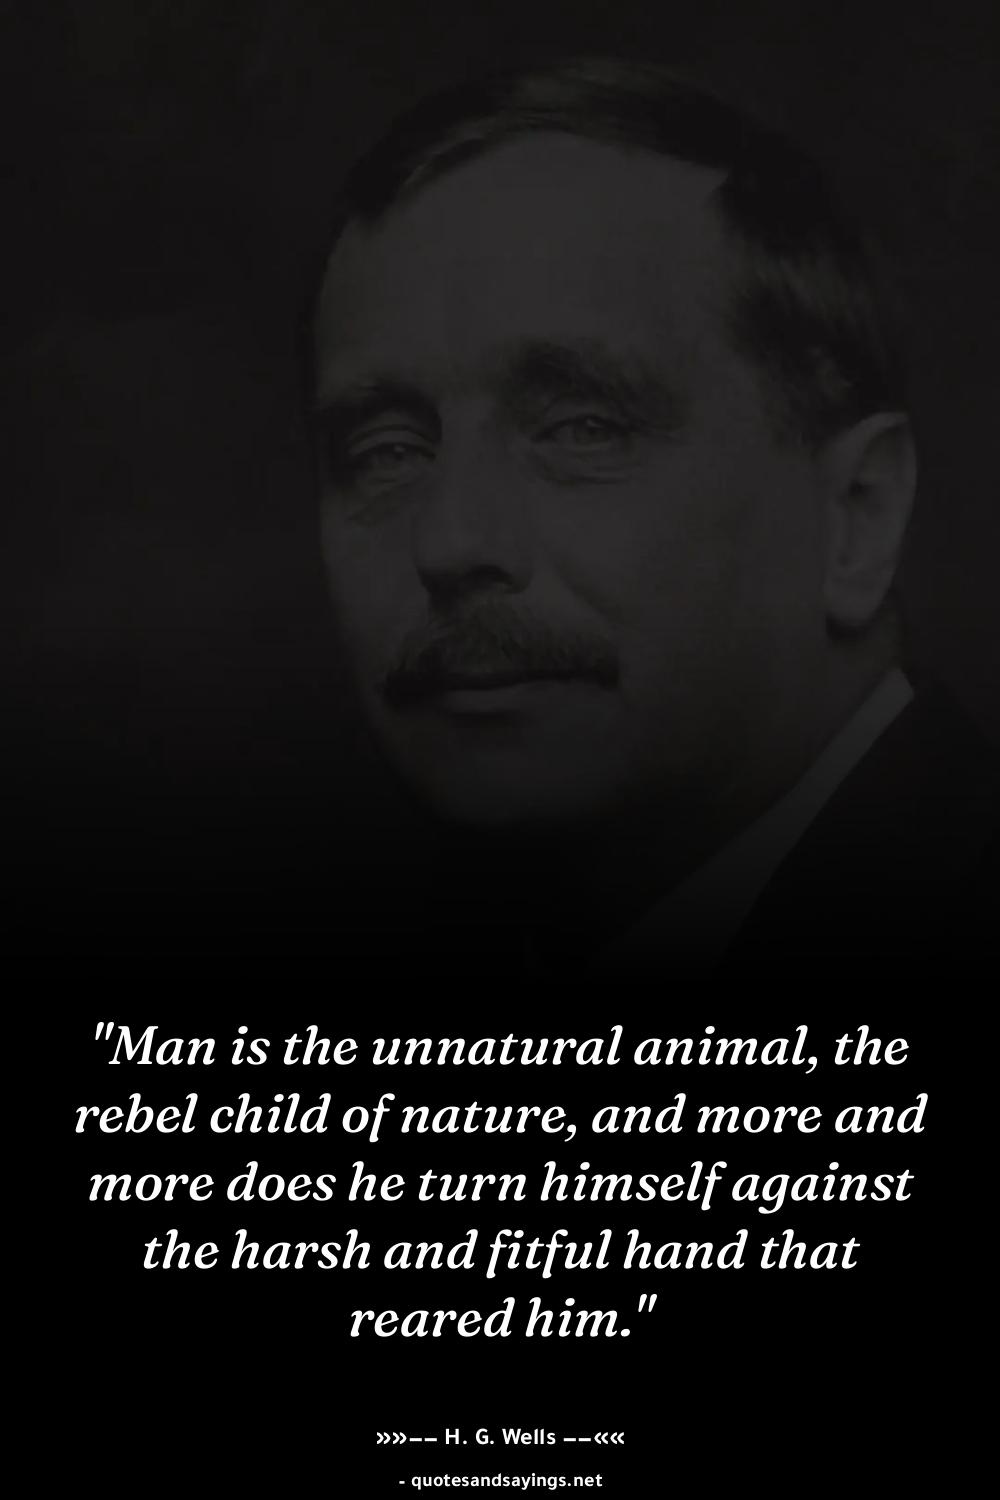 "Man is the unnatural animal, the
rebel child of nature, and more and
more does he turn himself against
the harsh and fitful hand that
reared him."
»»—— H. G. Wells ——««
- quotesandsayings.net